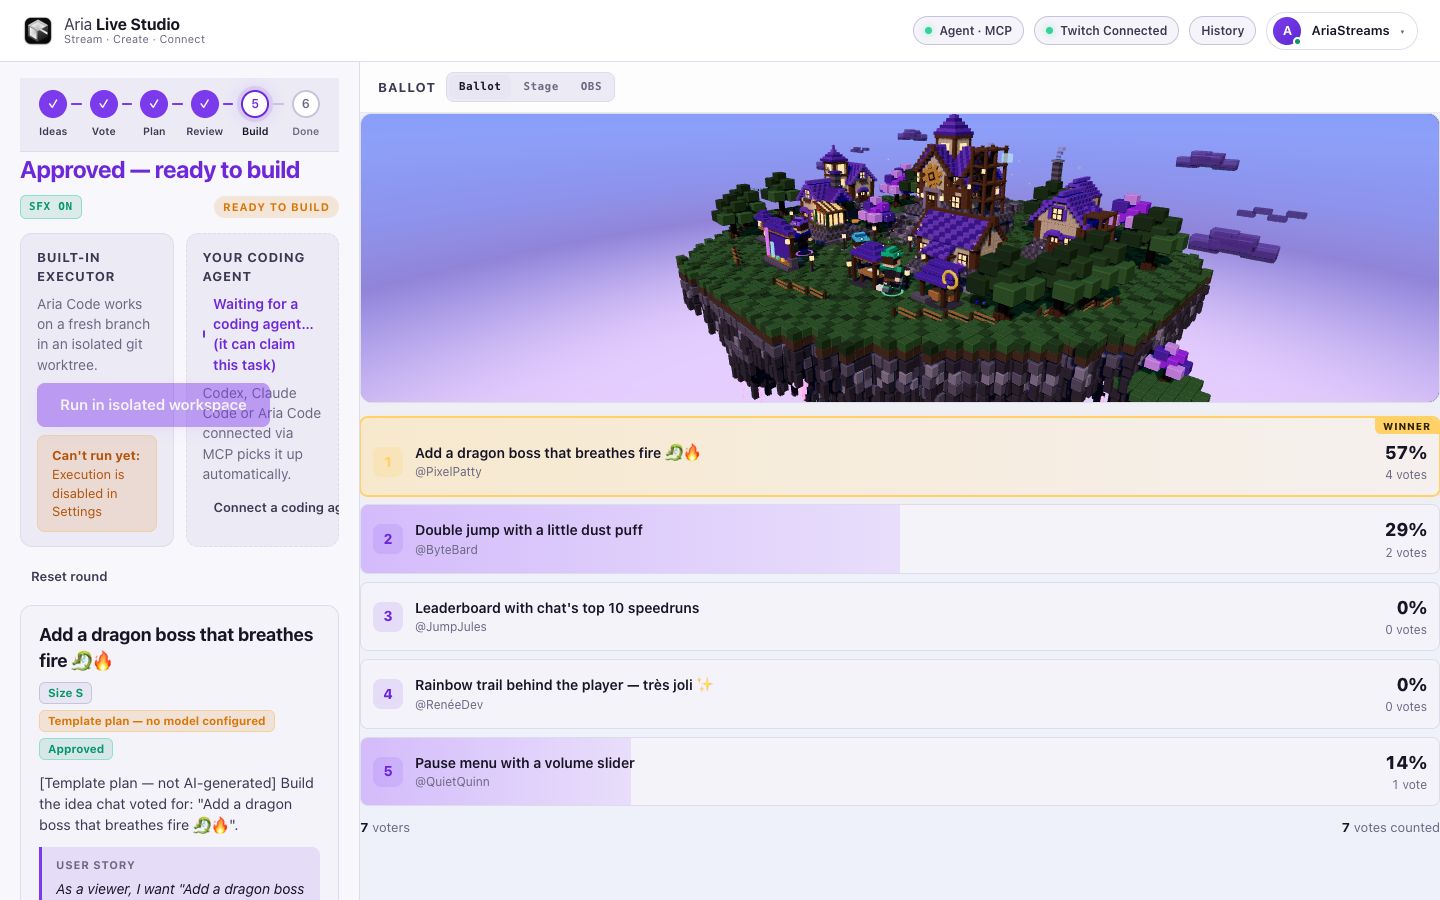 Aria Live Studio
Stream · Create · Connect
Agent · MCP
Twitch Connected
History
A
AriaStreams
5
6
Ideas
Vote
Plan
Review
Build
Done
Approved — ready to build
SFX ON
READY TO BUILD
BUILT-IN
EXECUTOR
Aria Code works
on a fresh branch
in an isolated git
worktree.
Run in isolated workspace
Can't run yet:
Execution is
disabled in
Settings
YOUR CODING
AGENT
Waiting for a
coding agent...
(it can claim
this task)
Codex, Claude
Code or Aria Code
connected via
MCP picks it up
automatically.
Connect a coding ag
Reset round
Add a dragon boss that breathes
fire 🐉🔥
Size S
Template plan — no model configured
Approved
[Template plan — not AI-generated] Build
the idea chat voted for: "Add a dragon
boss that breathes fire 🐉🔥".
USER STORY
As a viewer, I want "Add a dragon boss
BALLOT
Ballot
Stage
OBS
WINNER
1
Add a dragon boss that breathes fire 🐉🔥
@PixelPatty
57%
4 votes
2
Double jump with a little dust puff
@ByteBard
29%
2 votes
3
Leaderboard with chat's top 10 speedruns
@JumpJules
0%
0 votes
4
Rainbow trail behind the player — très joli ✨
@RenéeDev
0%
0 votes
5
Pause menu with a volume slider
@QuietQuinn
14%
1 vote
7 voters
7 votes counted